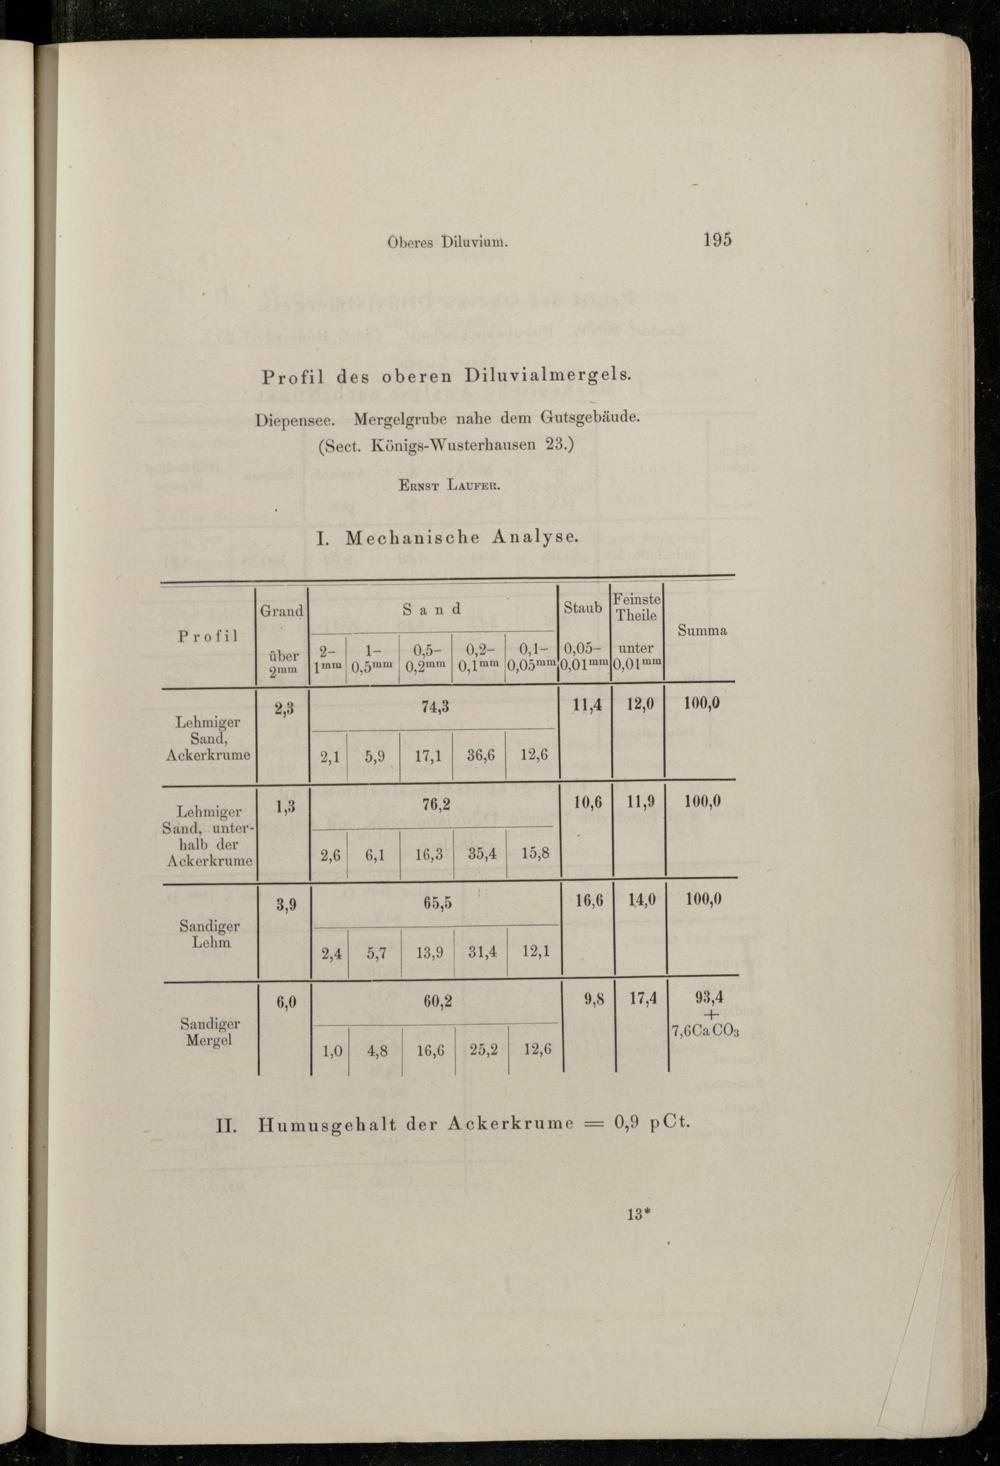 Oberes Diluvium. 195
Profil des oberen Diluvialmergels.
Diepensee. Mergelgrube nahe dem Gutsgebäude.
(Sect. Königs-Wusterhausen 23.)
Ernst Laufer.
I. Mechanische Analyse.
Profil Grand Sand Staub Feinste Theile Summa
über 2mm 2-1mm 1-0,5mm 0,5-0,2mm 0,2-0,1mm 0,1-0,05mm 0,05-0,01mm unter 0,01mm
Lehmiger Sand, Ackerkrume 2,3 74,3 11,4 12,0 100,0
2,1 5,9 17,1 36,6 12,6
Lehmiger Sand, unterhalb der Ackerkrume 1,3 76,2 10,6 11,9 100,0
2,6 6,1 16,3 35,4 15,8
Sandiger Lehm 3,9 65,5 16,6 14,0 100,0
2,4 5,7 13,9 31,4 12,1
Sandiger Mergel 6,0 60,2 9,8 17,4 93,4 + 7,6CaCO₃
1,0 4,8 16,6 25,2 12,6
II. Humusgehalt der Ackerkrume = 0,9 pCt.
13*